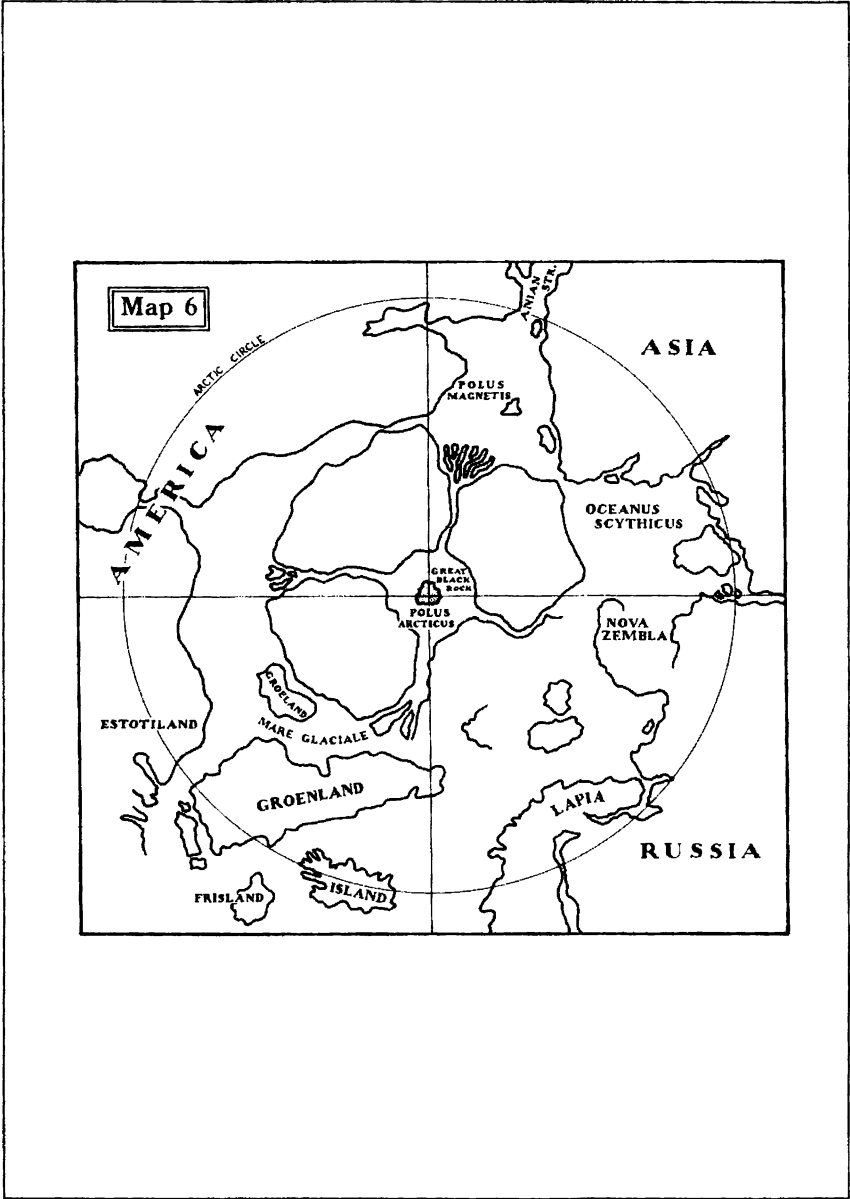 Map 6
ANIAN
STR.
ARCTIC CIRCLE
ASIA
POLUS
MAGNETIS
AMERICA
OCEANUS
SCYTHICUS
GREAT
BLACK
ROCK
POLUS
ARCTICUS
NOVA
ZEMBLA
GROELAND
ESTOTILAND
MARE GLACIALE
GROENLAND
LAPIA
RUSSIA
FRISLAND
ISLAND